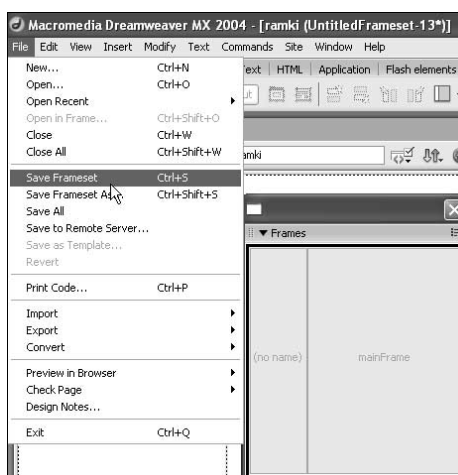 Macromedia Dreamweaver MX 2004 - [ramki (UntitledFrameset-13*)]
File Edit View Insert Modify Text Commands Site Window Help
New... Ctrl+N
Open... Ctrl+O
Open Recent
Open in Frame... Ctrl+Shift+O
Close Ctrl+W
Close All Ctrl+Shift+W
Save Frameset Ctrl+S
Save Frameset As... Ctrl+Shift+S
Save All
Save to Remote Server...
Save as Template...
Revert
Print Code... Ctrl+P
Import
Export
Convert
Preview in Browser
Check Page
Design Notes...
Exit Ctrl+Q
HTML Application Flash elements
Frames
(no name) mainFrame